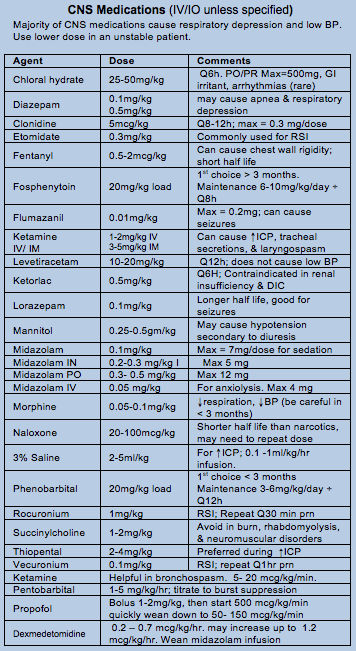 CNS Medications (IV/IO unless specified)
Majority of CNS medications cause respiratory depression and low BP.
Use lower dose in an unstable patient.
Agent Dose Comments
Chloral hydrate 25-50mg/kg Q6h. PO/PR Max=500mg, GI
irritant, arrhythmias (rare)
Diazepam 0.1mg/kg may cause apnea & respiratory
0.5mg/kg depression
Clonidine 5mcg/kg Q8-12h; max = 0.3 mg/dose
Etomidate 0.3mg/kg Commonly used for RSI
Fentanyl 0.5-2mcg/kg Can cause chest wall rigidity;
short half life
Fosphenytoin 20mg/kg load 1st choice > 3 months.
Maintenance 6-10mg/kg/day ÷
Q8h
Flumazanil 0.01mg/kg Max = 0.2mg; can cause
seizures
Ketamine 1-2mg/kg IV Can cause ↑ICP, tracheal
IV/ IM 3-5mg/kg IM secretions, & laryngospasm
Levetiracetam 10-20mg/kg Q12h; does not cause low BP
Ketorlac 0.5mg/kg Q6H; Contraindicated in renal
insufficiency & DIC
Lorazepam 0.1mg/kg Longer half life, good for
seizures
Mannitol 0.25-0.5gm/kg May cause hypotension
secondary to diuresis
Midazolam 0.1mg/kg Max = 7mg/dose for sedation
Midazolam IN 0.2-0.3 mg/kg I Max 5 mg
Midazolam PO 0.3- 0.5 mg/kg Max 12 mg
Midazolam IV 0.05 mg/kg For anxiolysis. Max 4 mg
Morphine 0.05-0.1mg/kg ↓respiration, ↓BP (be careful in
< 3 months)
Naloxone 20-100mcg/kg Shorter half life than narcotics,
may need to repeat dose
3% Saline 2-5ml/kg For ↑ICP; 0.1 -1ml/kg/hr
infusion.
Phenobarbital 20mg/kg load 1st choice < 3 months
Maintenance 3-6mg/kg/day ÷
Q12h
Rocuronium 1mg/kg RSI; Repeat Q30 min prn
Succinylcholine 1-2mg/kg Avoid in burn, rhabdomyolysis,
& neuromuscular disorders
Thiopental 2-4mg/kg Preferred during ↑ICP
Vecuronium 0.1mg/kg RSI; repeat Q1hr prn
Ketamine Helpful in bronchospasm. 5- 20 mcg/kg/min.
Pentobarbital 1-5 mg/kg/hr; titrate to burst suppression
Propofol Bolus 1-2mg/kg, then start 500 mcg/kg/min
quickly wean down to 50- 150 mcg/kg/min
Dexmedetomidine 0.2 – 0.7 mcg/kg/hr. may increase up to 1.2
mcg/kg/hr. Wean midazolam infusion